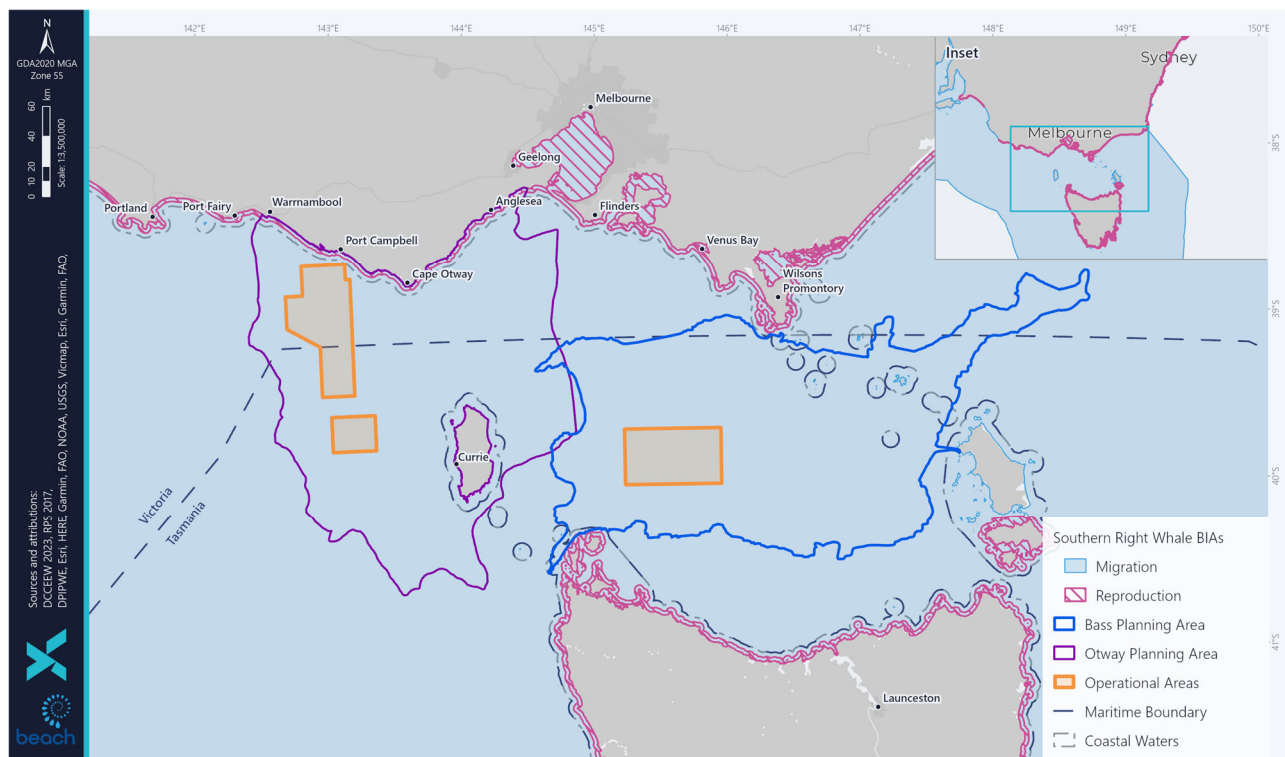 N
GDA2020 MGA
Zone 55
0 10 20 40 60
km
Scale: 1:3,500,000
Sources and attributions:
DCCEEW 2023, RPS 2017,
DPIPWE, Esri, HERE, Garmin, FAO, NOAA, USGS, Vicmap, Esri, Garmin, FAO,
beach
142°E 143°E 144°E 145°E 146°E 147°E 148°E 149°E 150°E
Inset
Sydney
Melbourne
Melbourne
38°S
Geelong
Portland
Port Fairy
Warrnambool
Anglesea
Flinders
Port Campbell
Venus Bay
Cape Otway
Wilsons
Promontory
39°S
Currie
40°S
Victoria
Tasmania
41°S
Launceston
Southern Right Whale BIAs
Migration
Reproduction
Bass Planning Area
Otway Planning Area
Operational Areas
Maritime Boundary
Coastal Waters